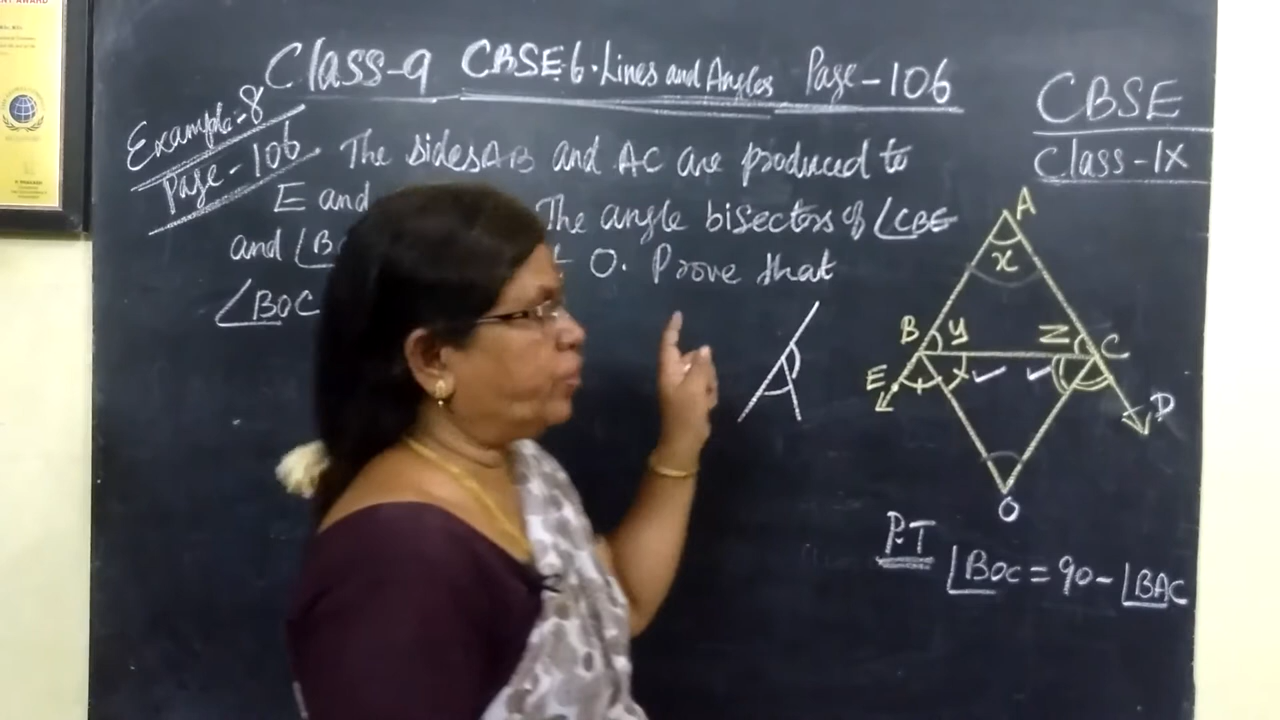 Class-9 CBSE-6. Lines and Angles Page-106
Example-8
Page-106
The sides AB and AC are produced to
E and The angle bisectors of ∠CBE
and O. Prove that
∠BOC
CBSE
Class-IX
A
x
B y z C
E D
O
P.T
∠BOC = 90 - ∠BAC